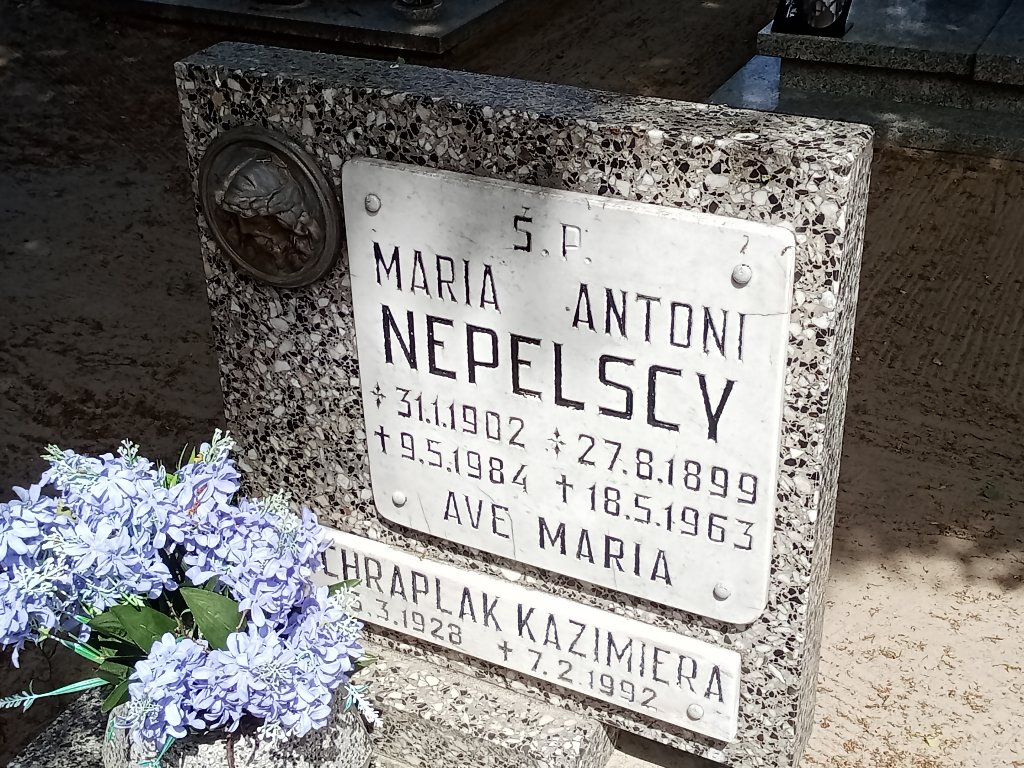 Ś.P.
MARIA ANTONI
NEPELSCY
31.1.1902 27.8.1899
✝9.5.1984 ✝18.5.1963
AVE MARIA
CHRAPLAK KAZIMIERA
.3.1928 ✝7.2.1992